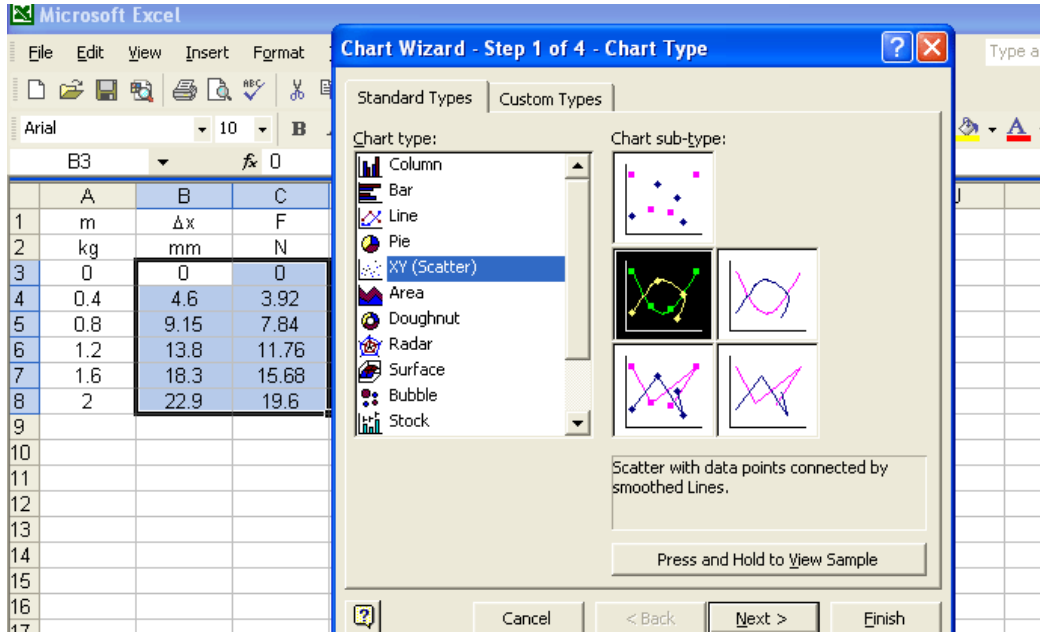 Microsoft Excel
File Edit View Insert Format
Type a
ABC
Arial 10 B A
B3 fx 0
A B C J
1 m Δx F
2 kg mm N
3 0 0 0
4 0.4 4.6 3.92
5 0.8 9.15 7.84
6 1.2 13.8 11.76
7 1.6 18.3 15.68
8 2 22.9 19.6
9
10
11
12
13
14
15
16
17
Chart Wizard - Step 1 of 4 - Chart Type
Standard Types Custom Types
Chart type:
Column
Bar
Line
Pie
XY (Scatter)
Area
Doughnut
Radar
Surface
Bubble
Stock
Chart sub-type:
Scatter with data points connected by
smoothed Lines.
Press and Hold to View Sample
Cancel < Back Next > Finish